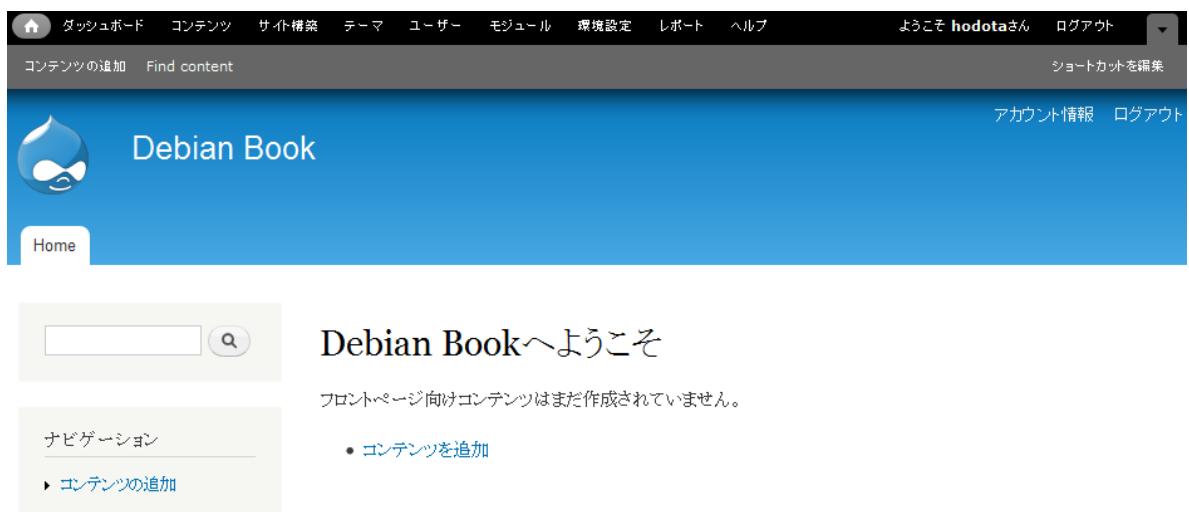 ダッシュボード コンテンツ サイト構築 テーマ ユーザー モジュール 環境設定 レポート ヘルプ ようこそ hodotaさん ログアウト
コンテンツの追加 Find content ショートカットを編集
アカウント情報 ログアウト
Debian Book
Home
Debian Bookへようこそ
フロントページ向けコンテンツはまだ作成されていません。
ナビゲーション
コンテンツを追加
コンテンツの追加